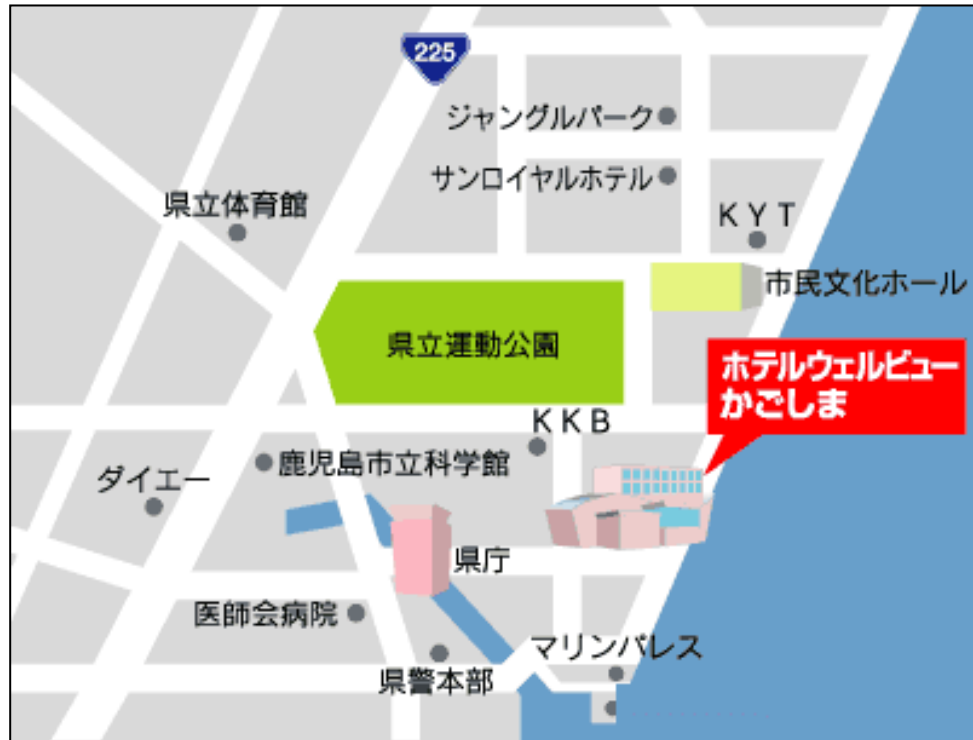 225
ジャングルパーク
サンロイヤルホテル
県立体育館
KYT
市民文化ホール
県立運動公園
ホテルウェルビュー
かごしま
KKB
鹿児島市立科学館
ダイエー
県庁
医師会病院
マリンパレス
県警本部